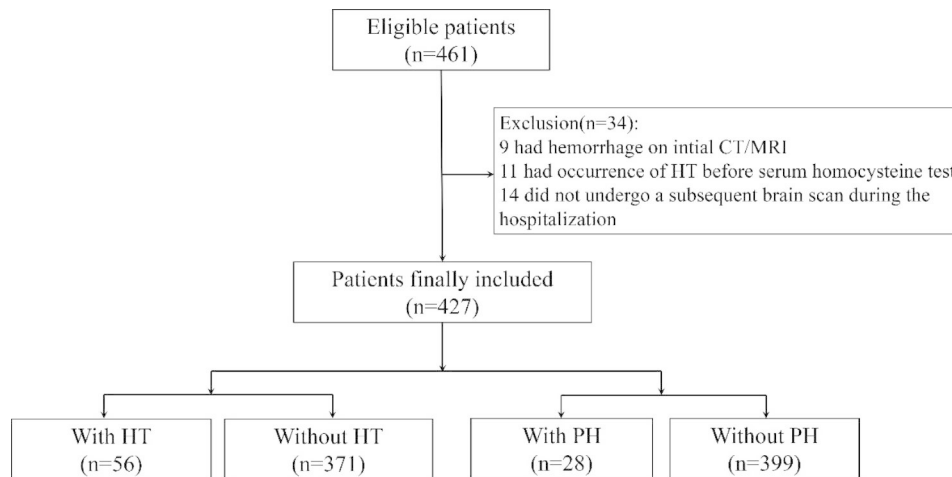 Eligible patients
(n=461)
Exclusion(n=34):
9 had hemorrhage on intial CT/MRI
11 had occurrence of HT before serum homocysteine test
14 did not undergo a subsequent brain scan during the
hospitalization
Patients finally included
(n=427)
With HT
(n=56)
Without HT
(n=371)
With PH
(n=28)
Without PH
(n=399)